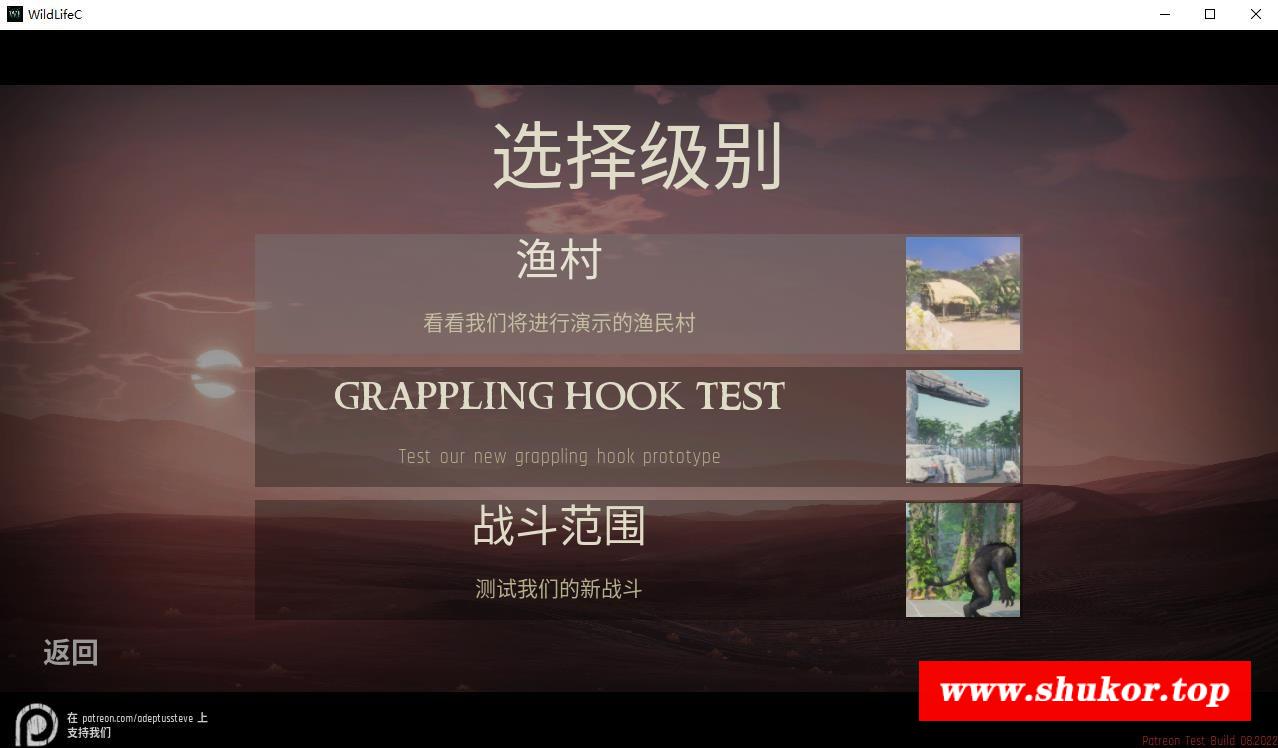 WildLifeC
选择级别
渔村
看看我们将进行演示的渔民村
GRAPPLING HOOK TEST
Test our new grappling hook prototype
战斗范围
测试我们的新战斗
返回
www.shukor.top
在 patreon.com/adeptussteve 上
支持我们
Patreon Test Build 08.2022